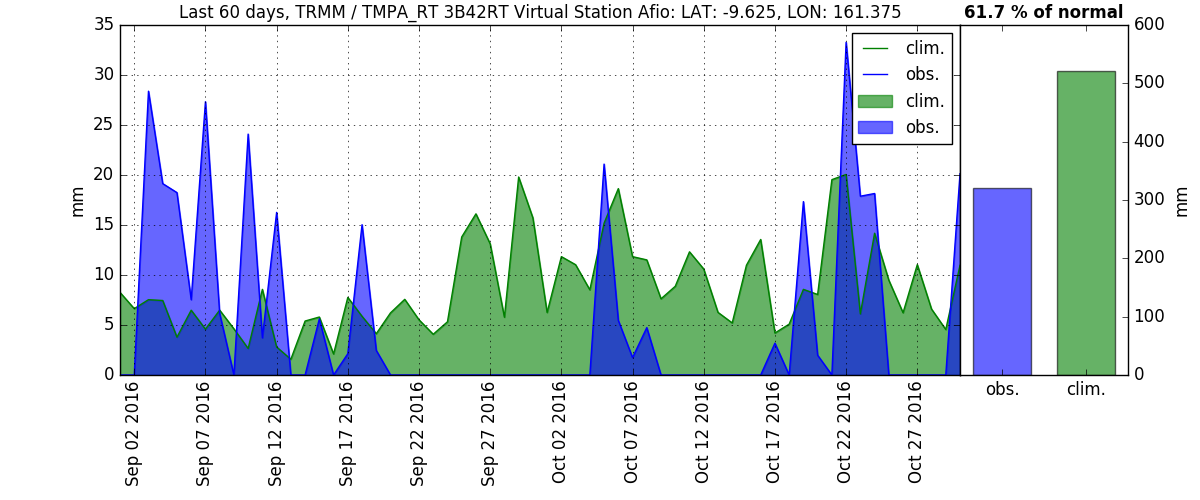 Last 60 days, TRMM / TMPA_RT 3B42RT Virtual Station Afio: LAT: -9.625, LON: 161.375
61.7 % of normal
35
30
25
20
15
10
5
0
mm
clim.
obs.
clim.
obs.
600
500
400
300
200
100
0
mm
Sep 02 2016
Sep 07 2016
Sep 12 2016
Sep 17 2016
Sep 22 2016
Sep 27 2016
Oct 02 2016
Oct 07 2016
Oct 12 2016
Oct 17 2016
Oct 22 2016
Oct 27 2016
obs.
clim.